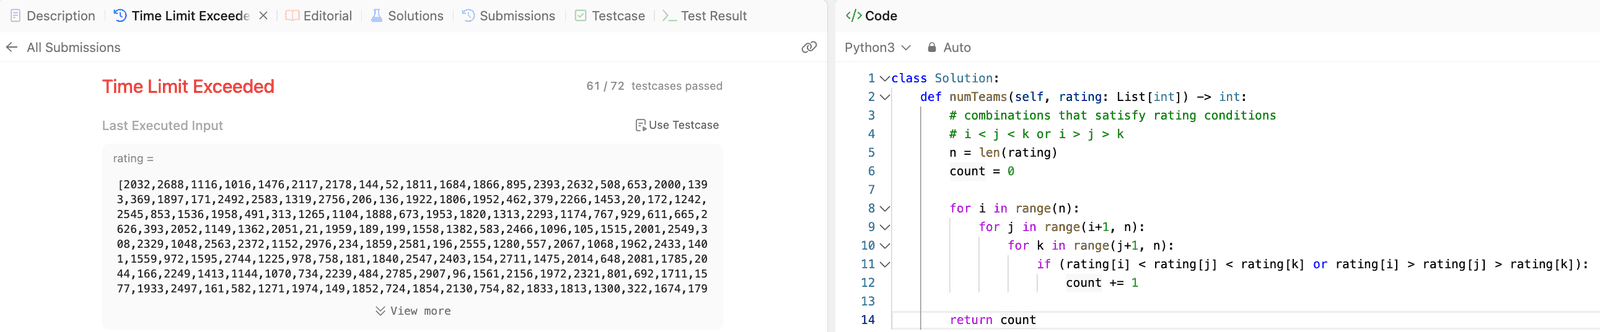 Description
Time Limit Exceede
Editorial
Solutions
Submissions
Testcase
Test Result
All Submissions
Time Limit Exceeded
61 / 72 testcases passed
Last Executed Input
Use Testcase
rating =
[2032,2688,1116,1016,1476,2117,2178,144,52,1811,1684,1866,895,2393,2632,508,653,2000,139
3,369,1897,171,2492,2583,1319,2756,206,136,1922,1806,1952,462,379,2266,1453,20,172,1242,
2545,853,1536,1958,491,313,1265,1104,1888,673,1953,1820,1313,2293,1174,767,929,611,665,2
626,393,2052,1149,1362,2051,21,1959,189,199,1558,1382,583,2466,1096,105,1515,2001,2549,3
08,2329,1048,2563,2372,1152,2976,234,1859,2581,196,2555,1280,557,2067,1068,1962,2433,140
1,1559,972,1595,2744,1225,978,758,181,1840,2547,2403,154,2711,1475,2014,648,2081,1785,20
44,166,2249,1413,1144,1070,734,2239,484,2785,2907,96,1561,2156,1972,2321,801,692,1711,15
77,1933,2497,161,582,1271,1974,149,1852,724,1854,2130,754,82,1833,1813,1300,322,1674,179
View more
</> Code
Python3
Auto
1 class Solution:
2 def numTeams(self, rating: List[int]) -> int:
3 # combinations that satisfy rating conditions
4 # i < j < k or i > j > k
5 n = len(rating)
6 count = 0
7
8 for i in range(n):
9 for j in range(i+1, n):
10 for k in range(j+1, n):
11 if (rating[i] < rating[j] < rating[k] or rating[i] > rating[j] > rating[k]):
12 count += 1
13
14 return count